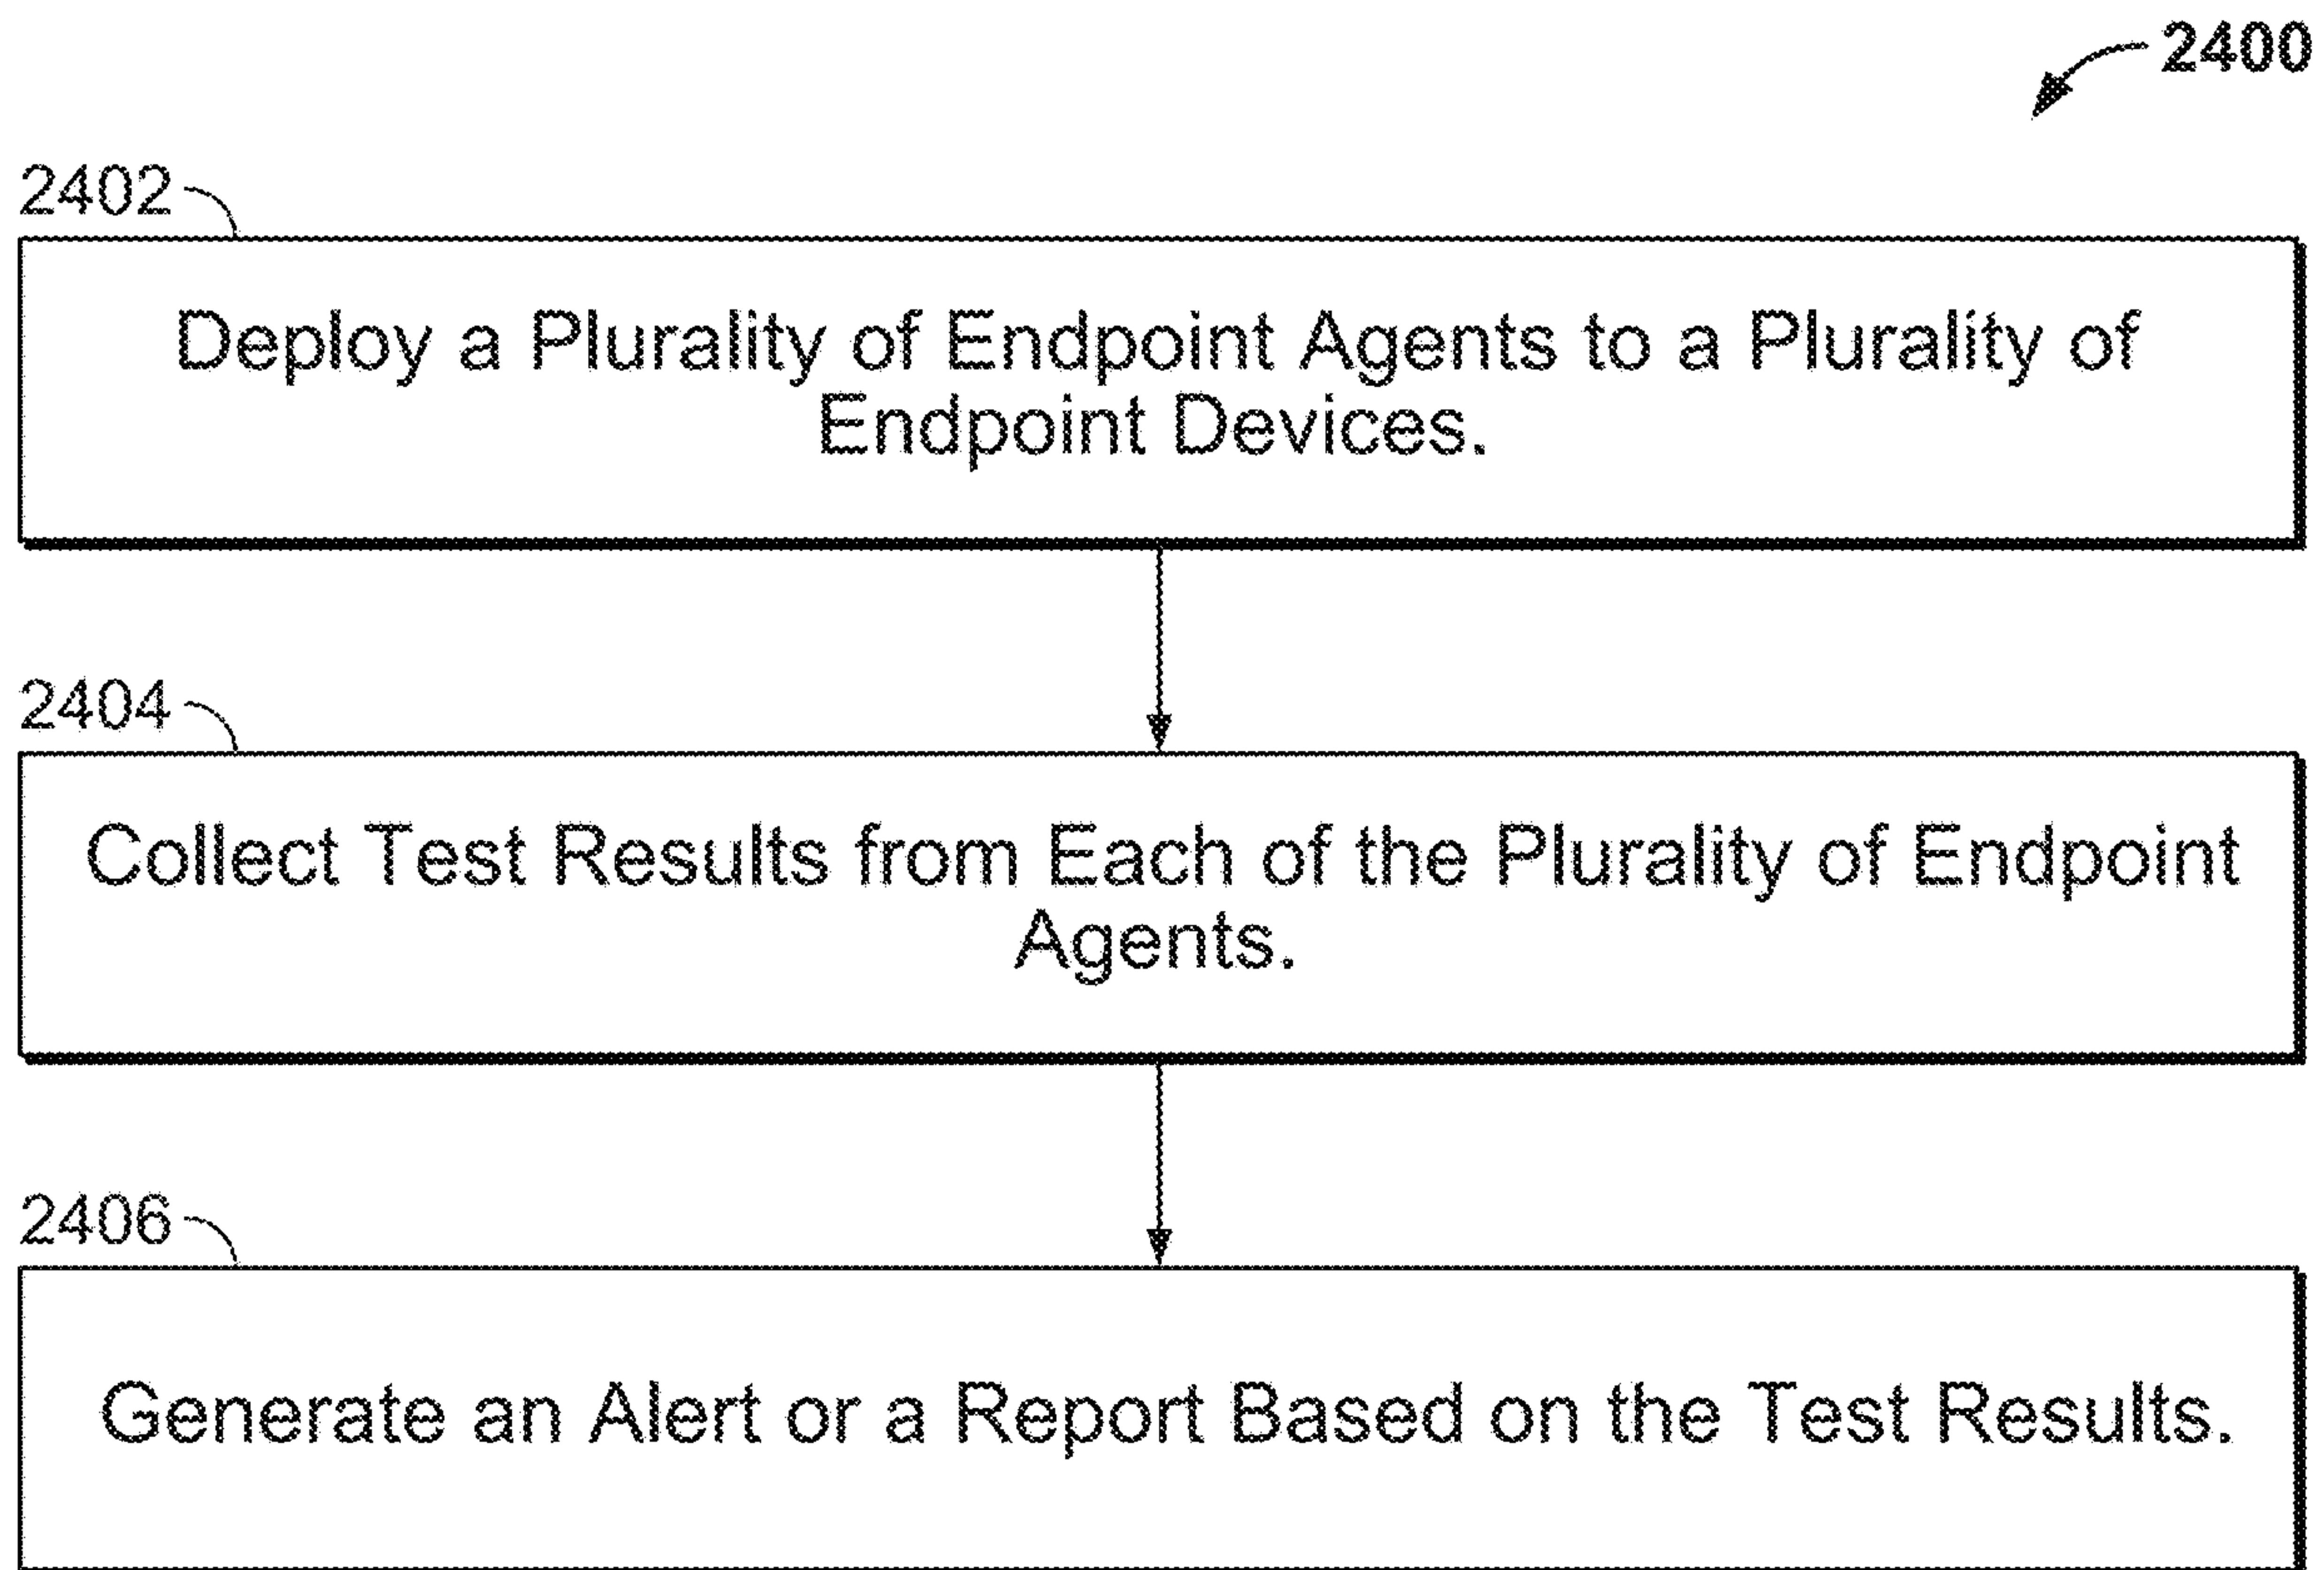 2400
2402
Deploy a Plurality of Endpoint Agents to a Plurality of
Endpoint Devices.
2404
Collect Test Results from Each of the Plurality of Endpoint
Agents.
2406
Generate an Alert or a Report Based on the Test Results.